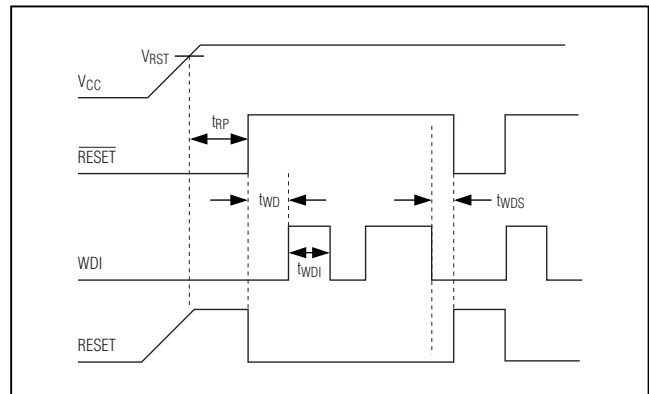 VRST
VCC
tRP
RESET
tWD
tWDS
WDI
tWDI
RESET